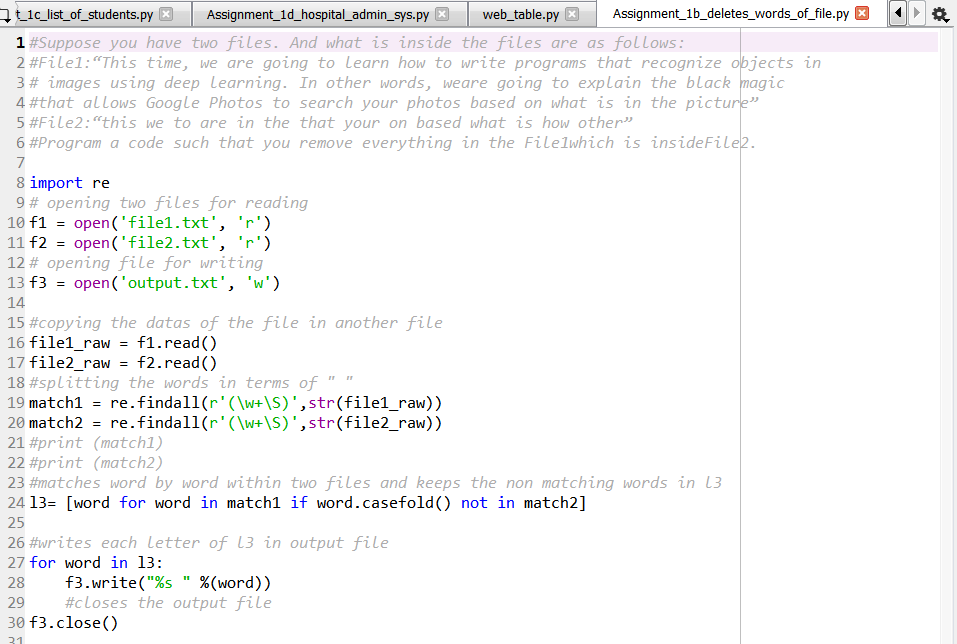 t_1c_list_of_students.py Assignment_1d_hospital_admin_sys.py web_table.py Assignment_1b_deletes_words_of_file.py
1 #Suppose you have two files. And what is inside the files are as follows:
2 #File1:“This time, we are going to learn how to write programs that recognize objects in
3 # images using deep learning. In other words, weare going to explain the black magic
4 #that allows Google Photos to search your photos based on what is in the picture”
5 #File2:“this we to are in the that your on based what is how other”
6 #Program a code such that you remove everything in the File1which is insideFile2.
7
8 import re
9 # opening two files for reading
10 f1 = open('file1.txt', 'r')
11 f2 = open('file2.txt', 'r')
12 # opening file for writing
13 f3 = open('output.txt', 'w')
14
15 #copying the datas of the file in another file
16 file1_raw = f1.read()
17 file2_raw = f2.read()
18 #splitting the words in terms of " "
19 match1 = re.findall(r'(\w+\S)',str(file1_raw))
20 match2 = re.findall(r'(\w+\S)',str(file2_raw))
21 #print (match1)
22 #print (match2)
23 #matches word by word within two files and keeps the non matching words in l3
24 l3= [word for word in match1 if word.casefold() not in match2]
25
26 #writes each letter of l3 in output file
27 for word in l3:
28     f3.write("%s " %(word))
29     #closes the output file
30 f3.close()
31